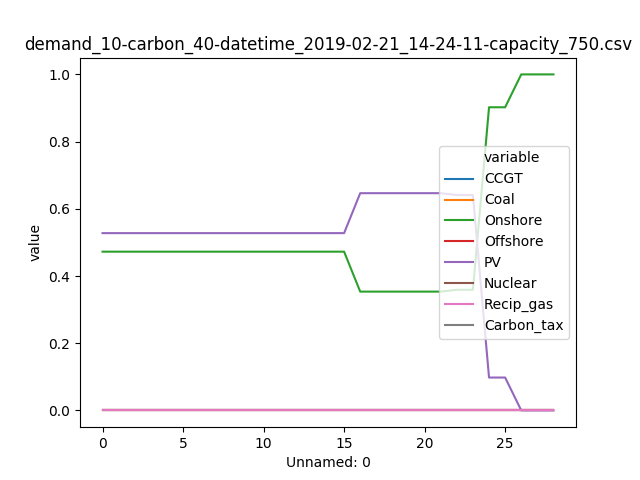 demand_10-carbon_40-datetime_2019-02-21_14-24-11-capacity_750.csv
1.0
0.8
0.6
0.4
0.2
0.0
value
variable
CCGT
Coal
Onshore
Offshore
PV
Nuclear
Recip_gas
Carbon_tax
0 5 10 15 20 25
Unnamed: 0